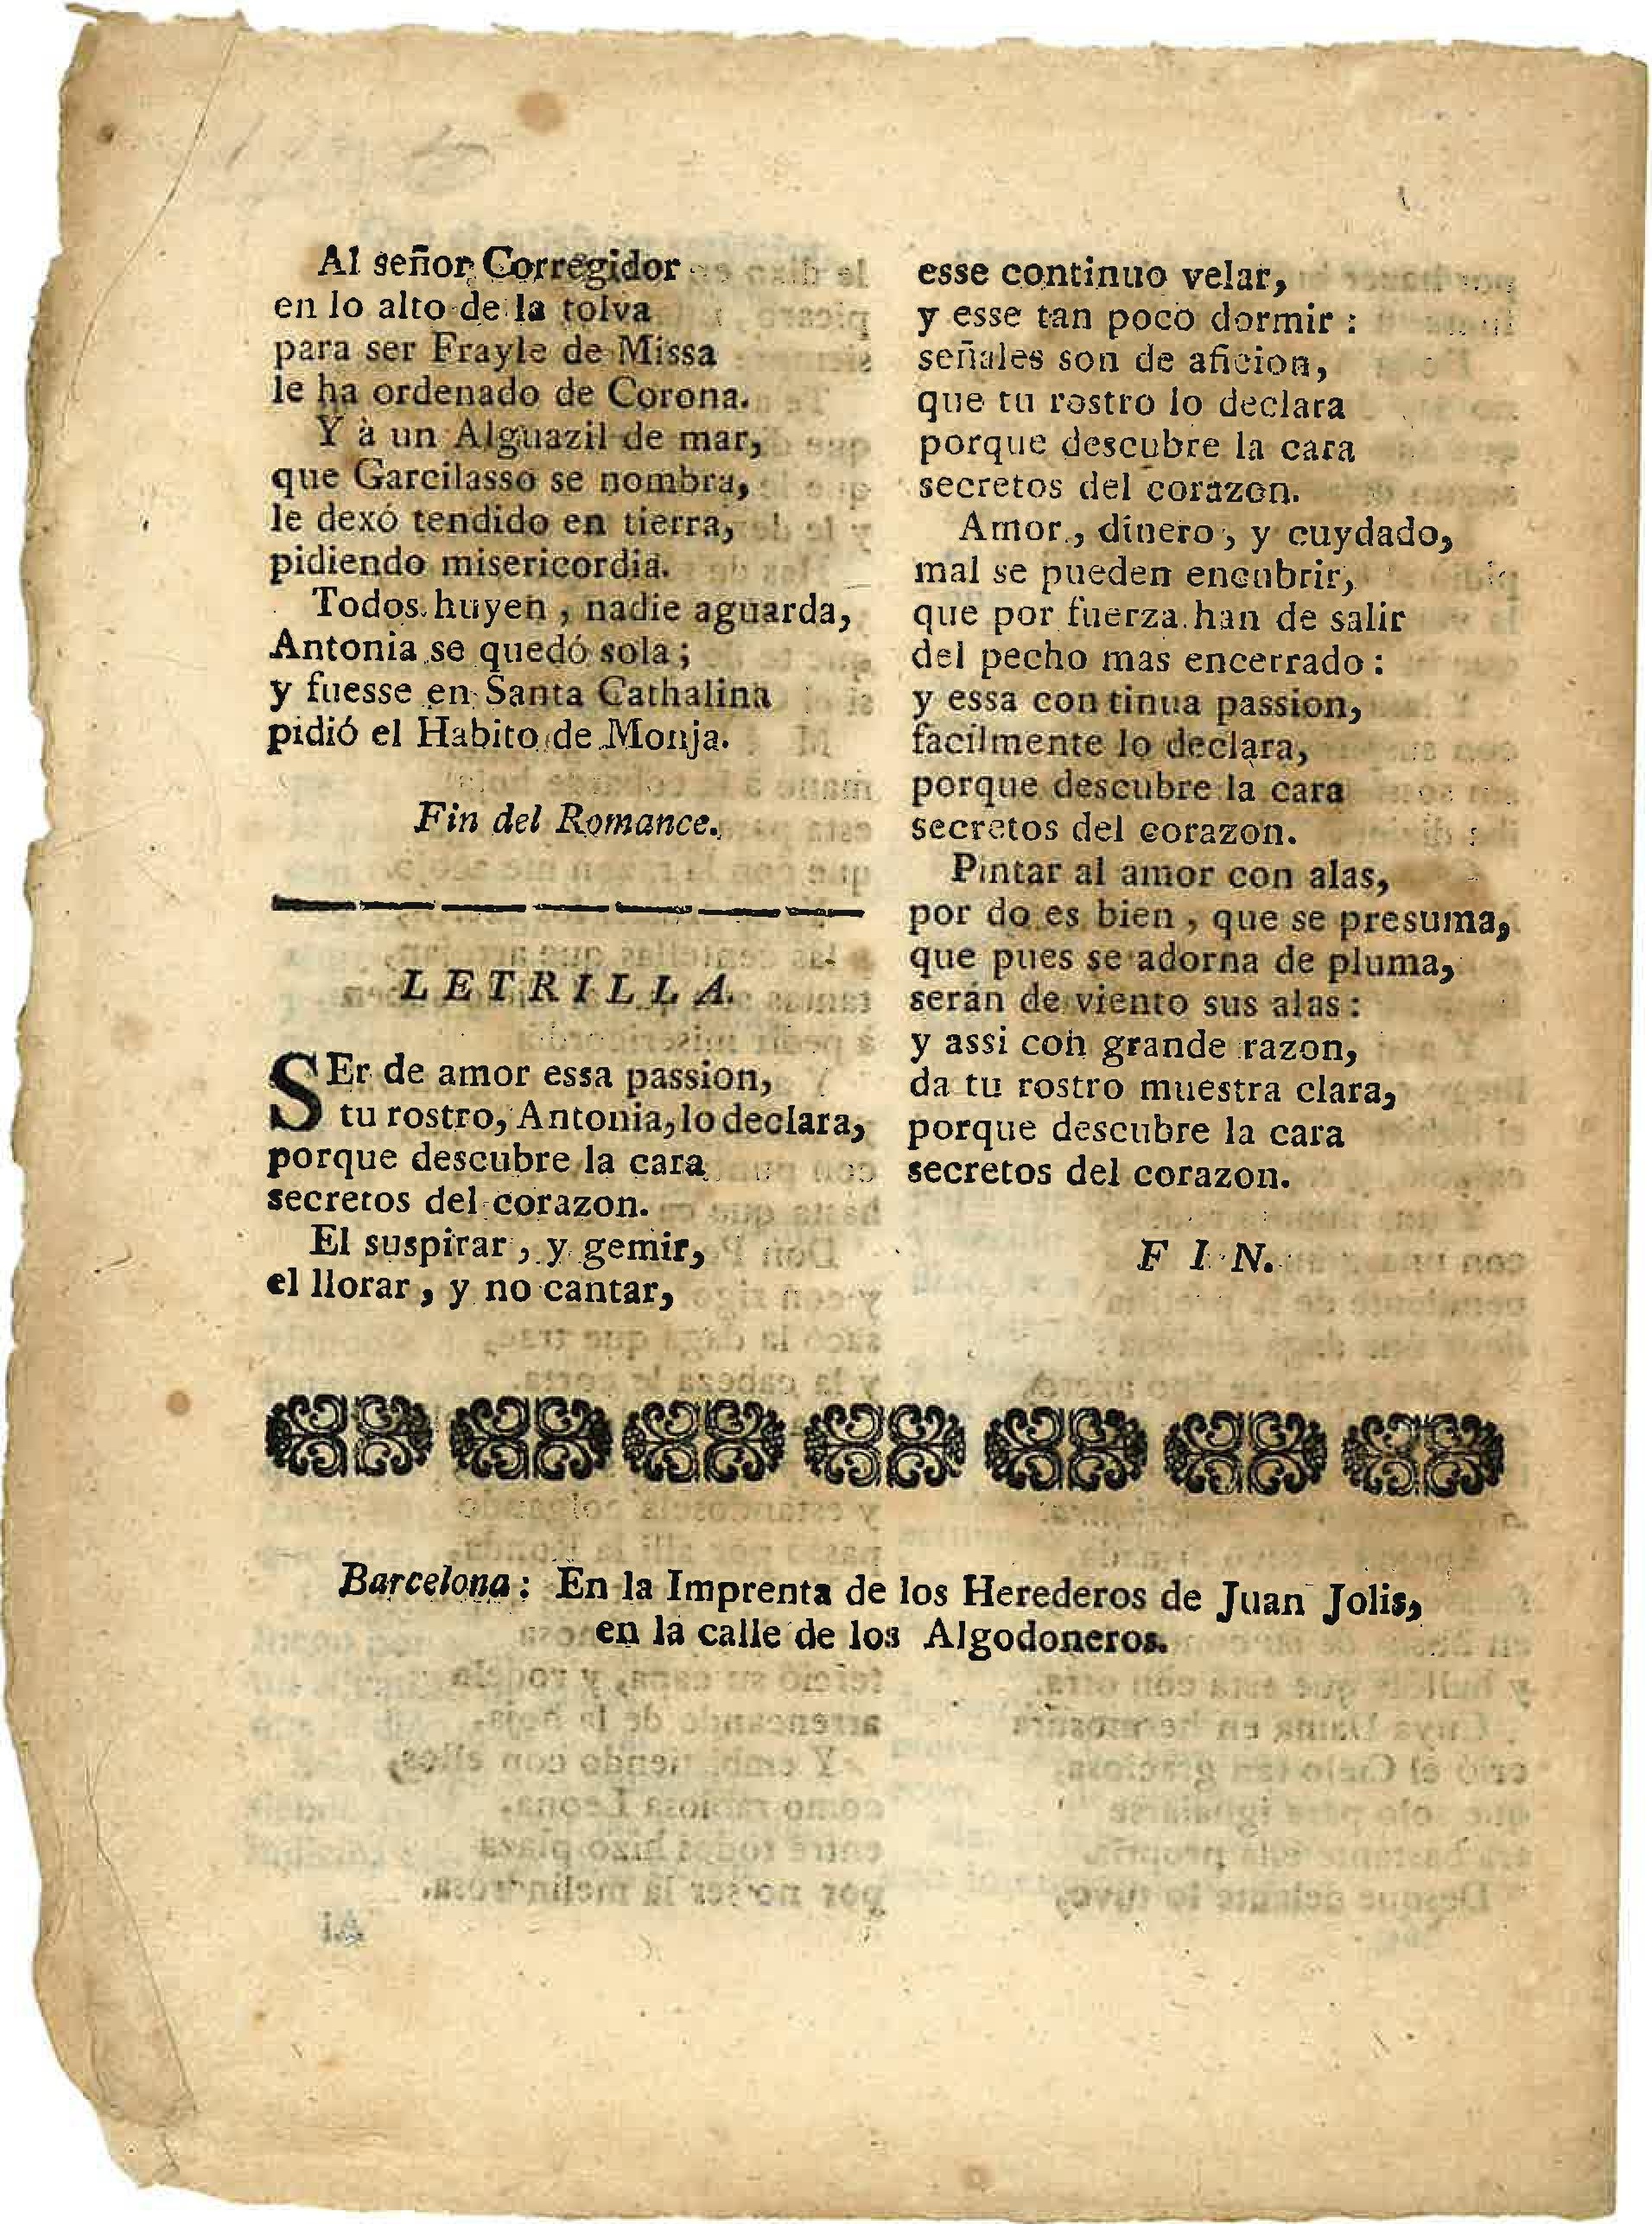 Al señor Corregidor
en lo alto de la tolva
para ser Frayle de Missa
le ha ordenado de Corona.
Y à un Alguazil de mar,
que Garcilasso se nombra,
le dexó tendido en tierra,
pidiendo misericordia.
Todos huyen, nadie aguarda,
Antonia se quedó sola;
y fuesse en Santa Cathalina
pidió el Habito de Monja.
Fin del Romance.
LETRILLA.
SEr de amor essa passion,
tu rostro, Antonia, lo declara,
porque descubre la cara
secretos del corazon.
El suspirar, y gemir,
el llorar, y no cantar,
esse continuo velar,
y esse tan poco dormir:
señales son de aficion,
que tu rostro lo declara
porque descubre la cara
secretos del corazon.
Amor, dinero, y cuydado,
mal se pueden encubrir,
que por fuerza han de salir
del pecho mas encerrado:
y essa continua passion,
facilmente lo declara,
porque descubre la cara
secretos del corazon.
Pintar al amor con alas,
por do es bien, que se presuma,
que pues se adorna de pluma,
serán de viento sus alas:
y assi con grande razon,
da tu rostro muestra clara,
porque descubre la cara
secretos del corazon.
FIN.
Barcelona: En la Imprenta de los Herederos de Juan Jolis,
en la calle de los Algodoneros.